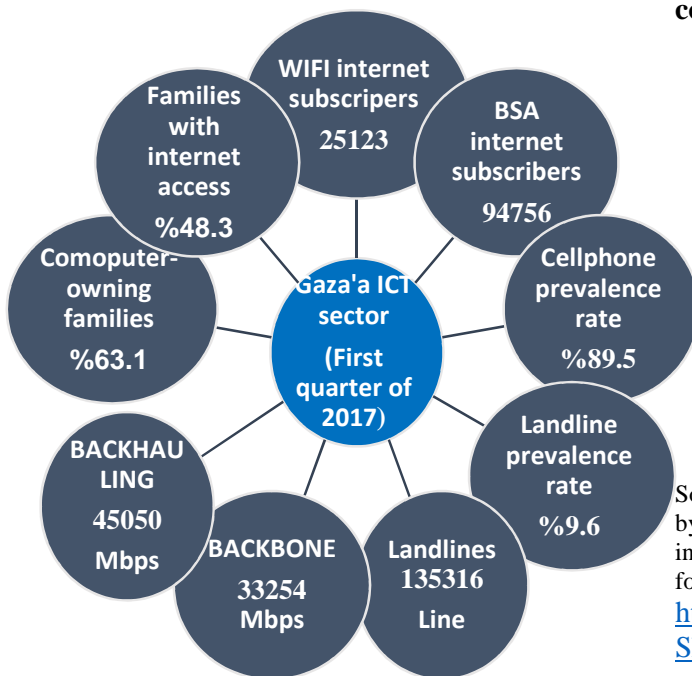 co
WIFI internet
subscripers
25123
BSA
internet
subscribers
94756
Cellphone
prevalence
rate
%89.5
Landline
prevalence
rate
%9.6
Landlines
135316
Line
BACKBONE
33254
Mbps
BACKHAU
LING
45050
Mbps
Comoputer-
owning
families
%63.1
Families
with
internet
access
%48.3
Gaza'a ICT
sector
(First
quarter of
2017)
by
in
fo